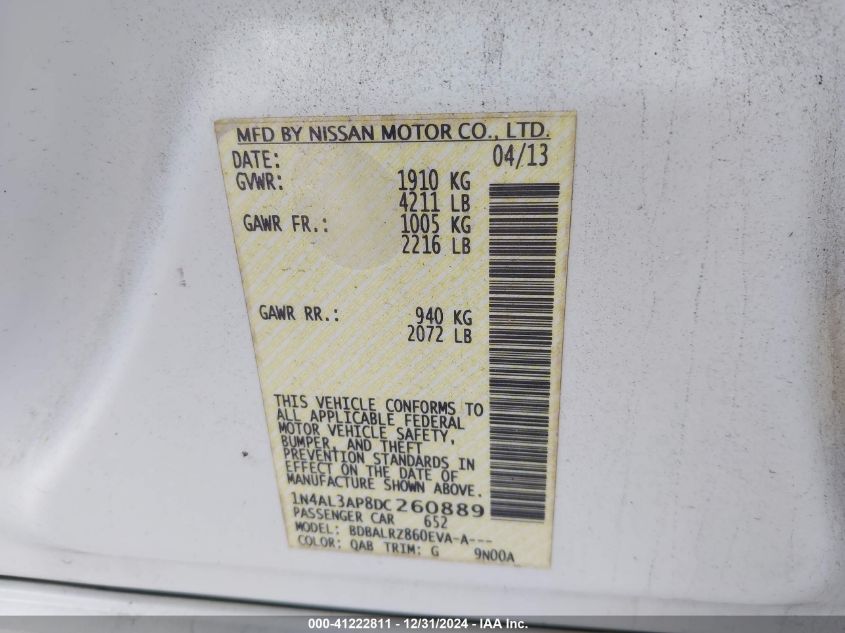 MFD BY NISSAN MOTOR CO., LTD.
DATE: 04/13
GVWR: 1910 KG
4211 LB
GAWR FR.: 1005 KG
2216 LB
GAWR RR.: 940 KG
2072 LB
THIS VEHICLE CONFORMS TO
ALL APPLICABLE FEDERAL
MOTOR VEHICLE SAFETY,
BUMPER, AND THEFT
PREVENTION STANDARDS IN
EFFECT ON THE DATE OF
MANUFACTURE SHOWN ABOVE.
1N4AL3AP8DC260889
PASSENGER CAR 652
MODEL: BDBALRZ860EVA-A---
COLOR: QAB TRIM: G 9N00A
000-41222811 - 12/31/2024 - IAA Inc.